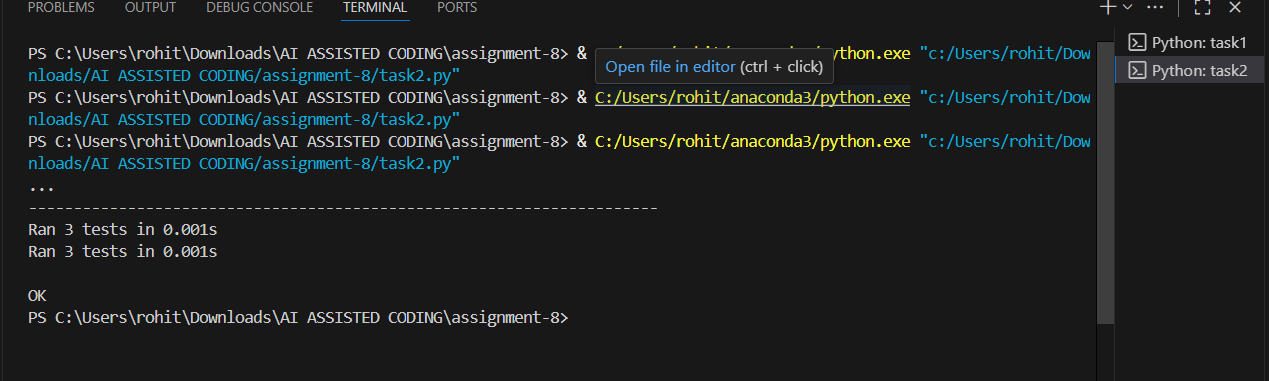 PROBLEMS OUTPUT DEBUG CONSOLE TERMINAL PORTS
PS C:\Users\rohit\Downloads\AI ASSISTED CODING\assignment-8> & python.exe "c:/Users/rohit/Dow
Open file in editor (ctrl + click)
nloads/AI ASSISTED CODING/assignment-8/task2.py"
PS C:\Users\rohit\Downloads\AI ASSISTED CODING\assignment-8> & C:/Users/rohit/anaconda3/python.exe "c:/Users/rohit/Dow
nloads/AI ASSISTED CODING/assignment-8/task2.py"
PS C:\Users\rohit\Downloads\AI ASSISTED CODING\assignment-8> & C:/Users/rohit/anaconda3/python.exe "c:/Users/rohit/Dow
nloads/AI ASSISTED CODING/assignment-8/task2.py"
...
----------------------------------------------------------------------
Ran 3 tests in 0.001s
Ran 3 tests in 0.001s
OK
PS C:\Users\rohit\Downloads\AI ASSISTED CODING\assignment-8>
Python: task1
Python: task2